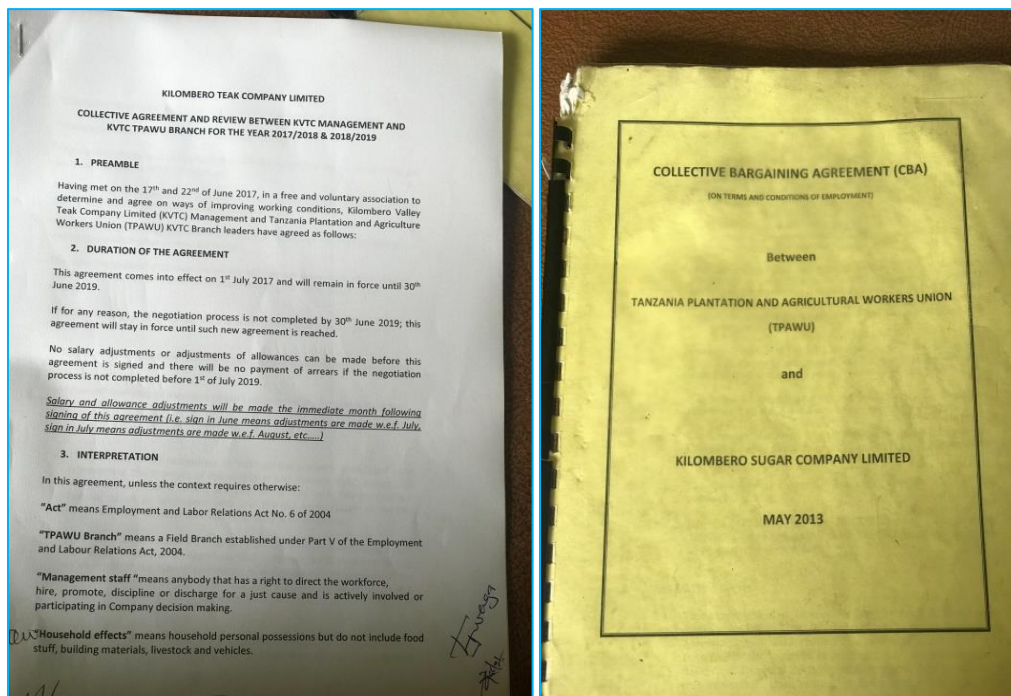 KILOMBERO TEAK COMPANY LIMITED
COLLECTIVE AGREEMENT AND REVIEW BETWEEN KVTC MANAGEMENT AND
KVTC TPAWU BRANCH FOR THE YEAR 2017/2018 & 2018/2019
1. PREAMBLE
Having met on the 17th and 22nd of June 2017, in a free and voluntary association to
determine and agree on ways of improving working conditions, Kilombero Valley
Teak Company Limited (KVTC) Management and Tanzania Plantation and Agriculture
Workers Union (TPAWU) KVTC Branch leaders have agreed as follows:
2. DURATION OF THE AGREEMENT
This agreement comes into effect on 1st July 2017 and will remain in force until 30th
June 2019.
If for any reason, the negotiation process is not completed by 30th June 2019; this
agreement will stay in force until such new agreement is reached.
No salary adjustments or adjustments of allowances can be made before this
agreement is signed and there will be no payment of arrears if the negotiation
process is not completed before 1st of July 2019.
Salary and allowance adjustments will be made the immediate month following
signing of this agreement (i.e. sign in June means adjustments are made w.e.f. July,
sign in July means adjustments are made w.e.f. August, etc.....)
3. INTERPRETATION
In this agreement, unless the context requires otherwise:
"Act" means Employment and Labor Relations Act No. 6 of 2004
"TPAWU Branch" means a Field Branch established under Part V of the Employment
and Labour Relations Act, 2004.
"Management staff "means anybody that has a right to direct the workforce,
hire, promote, discipline or discharge for a just cause and is actively involved or
participating in Company decision making.
"Household effects" means household personal possessions but do not include food
stuff, building materials, livestock and vehicles.
COLLECTIVE BARGAINING AGREEMENT (CBA)
(ON TERMS AND CONDITIONS OF EMPLOYMENT)
Between
TANZANIA PLANTATION AND AGRICULTURAL WORKERS UNION
(TPAWU)
and
KILOMBERO SUGAR COMPANY LIMITED
MAY 2013